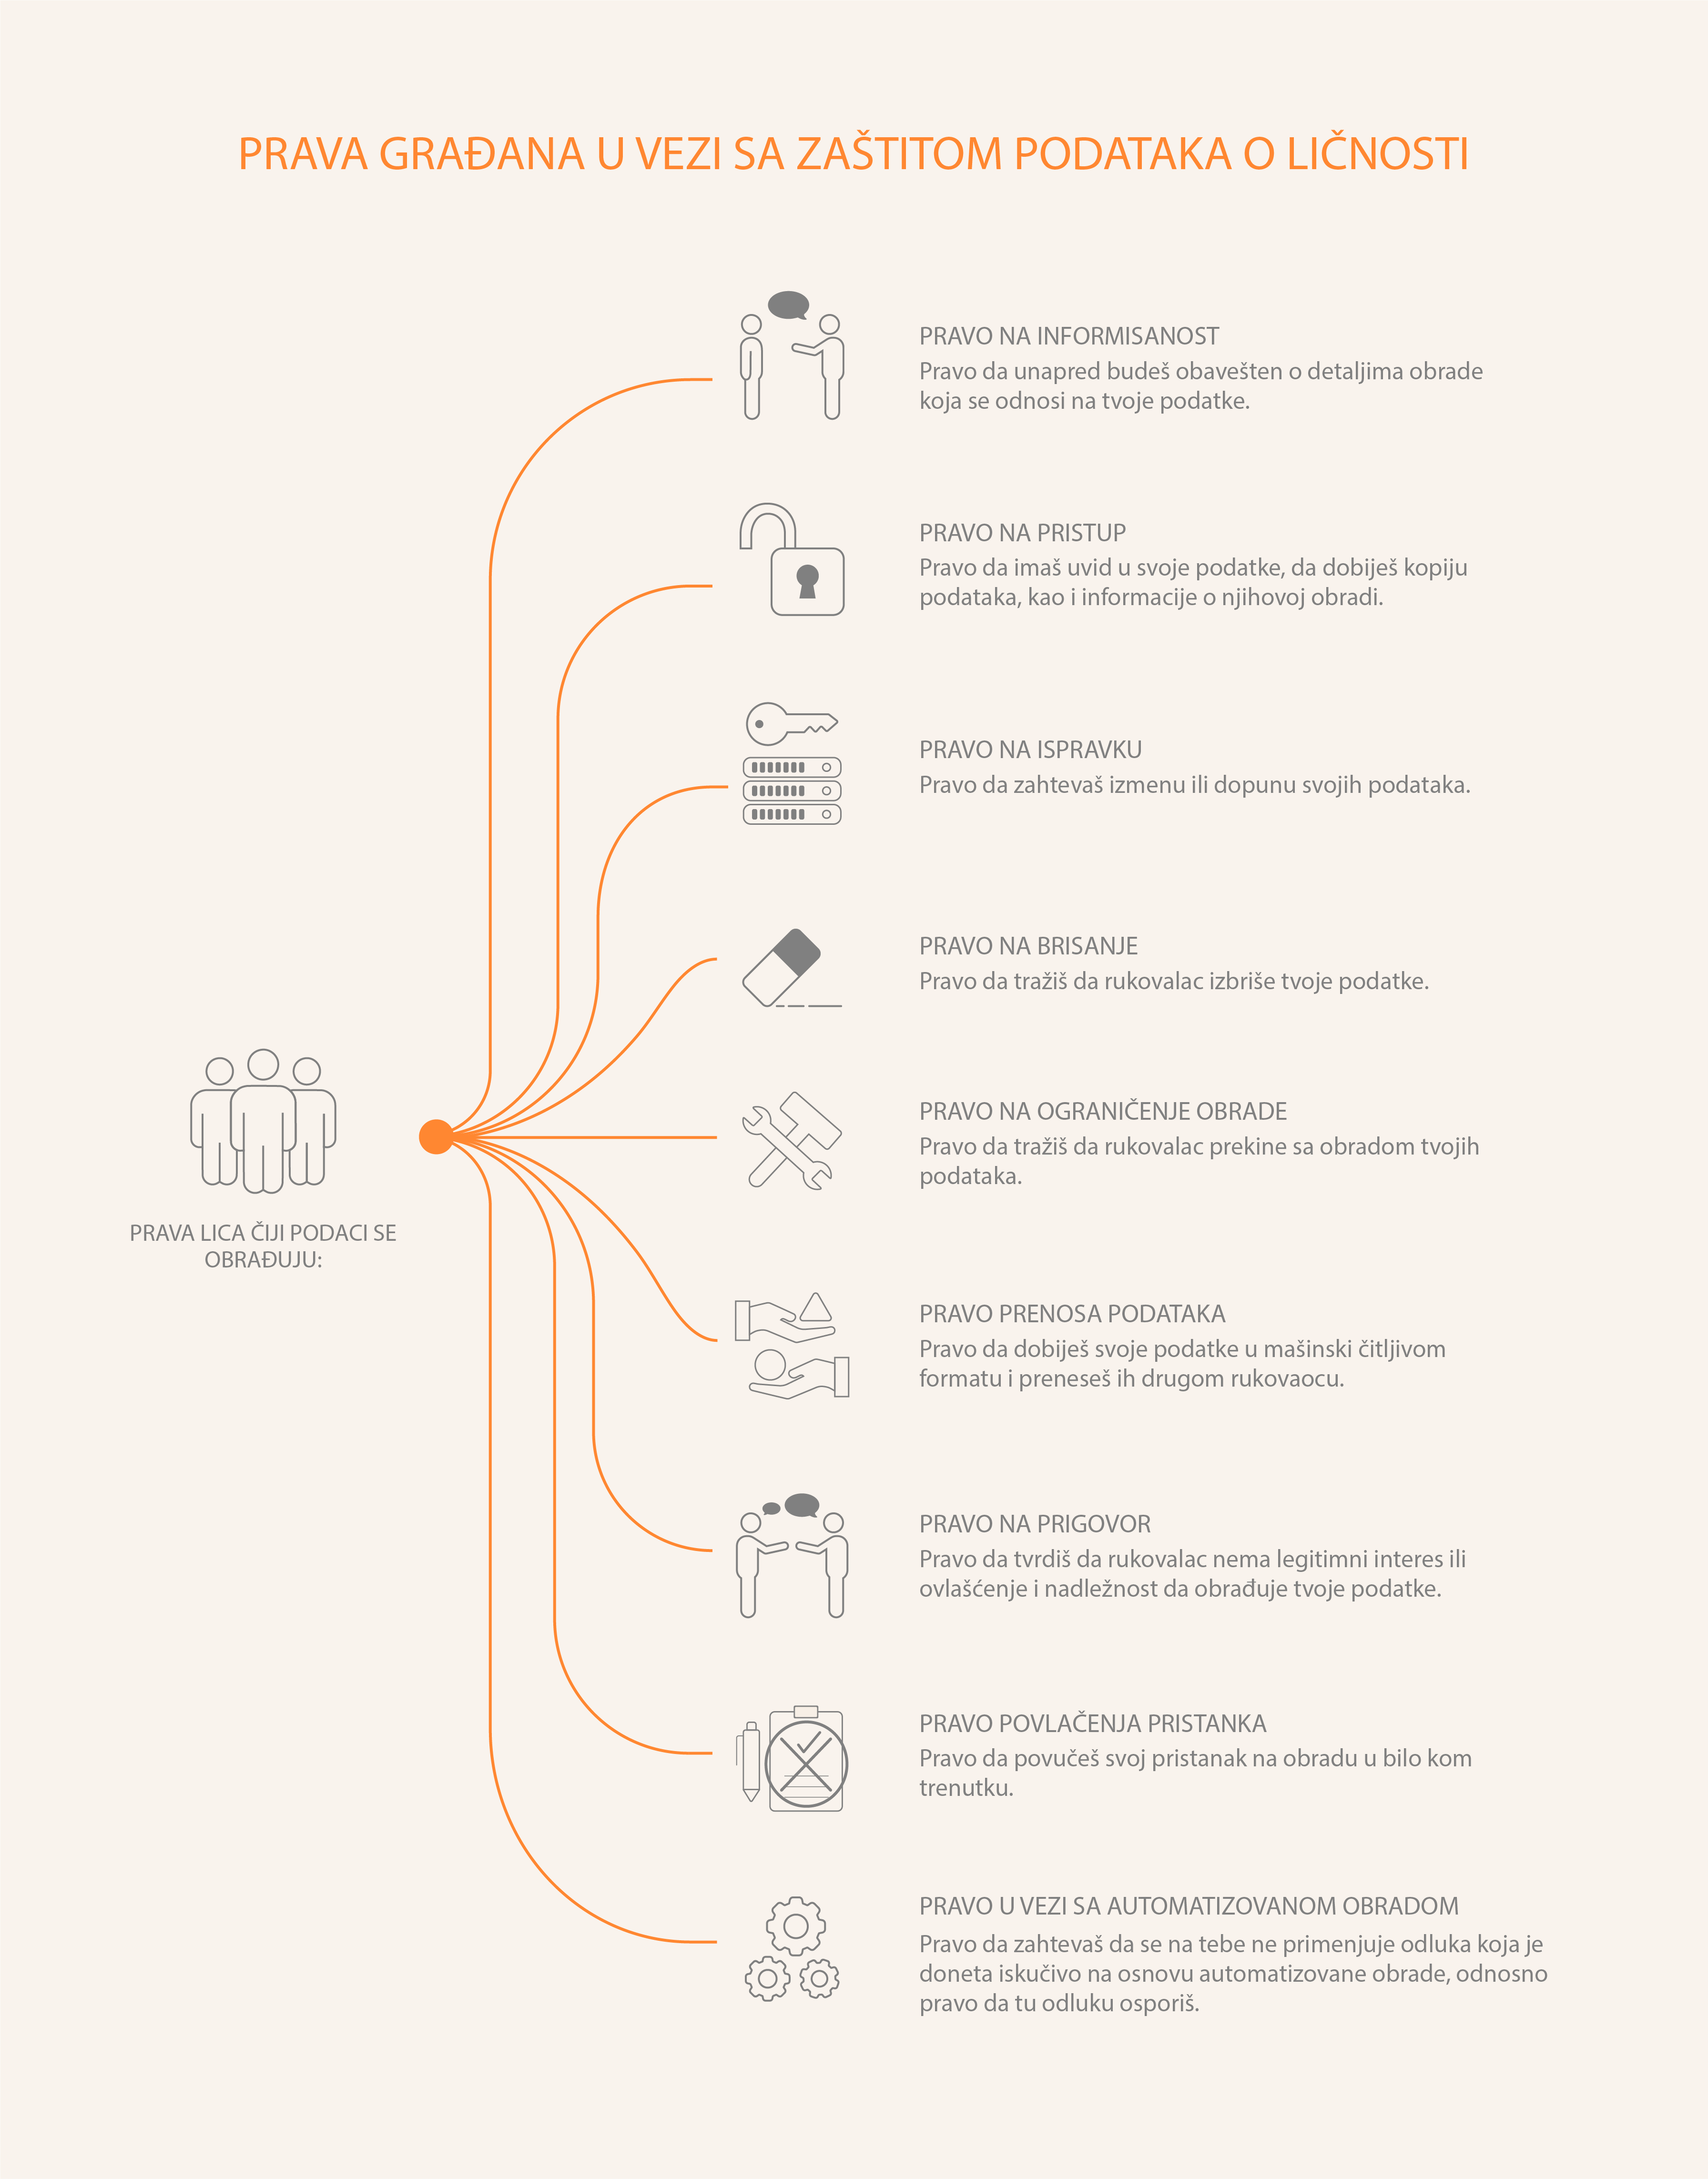 PRAVA GRAĐANA U VEZI SA ZAŠTITOM PODATAKA O LIČNOSTI
PRAVA LICA ČIJI PODACI SE
OBRAĐUJU:
PRAVO NA INFORMISANOST
Pravo da unapred budeš obavešten o detaljima obrade
koja se odnosi na tvoje podatke.
PRAVO NA PRISTUP
Pravo da imaš uvid u svoje podatke, da dobiješ kopiju
podataka, kao i informacije o njihovoj obradi.
PRAVO NA ISPRAVKU
Pravo da zahtevaš izmenu ili dopunu svojih podataka.
PRAVO NA BRISANJE
Pravo da tražiš da rukovalac izbriše tvoje podatke.
PRAVO NA OGRANIČENJE OBRADE
Pravo da tražiš da rukovalac prekine sa obradom tvojih
podataka.
PRAVO PRENOSA PODATAKA
Pravo da dobiješ svoje podatke u mašinski čitljivom
formatu i preneseš ih drugom rukovaocu.
PRAVO NA PRIGOVOR
Pravo da tvrdiš da rukovalac nema legitimni interes ili
ovlašćenje i nadležnost da obrađuje tvoje podatke.
PRAVO POVLAČENJA PRISTANKA
Pravo da povučeš svoj pristanak na obradu u bilo kom
trenutku.
PRAVO U VEZI SA AUTOMATIZOVANOM OBRADOM
Pravo da zahtevaš da se na tebe ne primenjuje odluka koja je
doneta iskučivo na osnovu automatizovane obrade, odnosno
pravo da tu odluku osporiš.